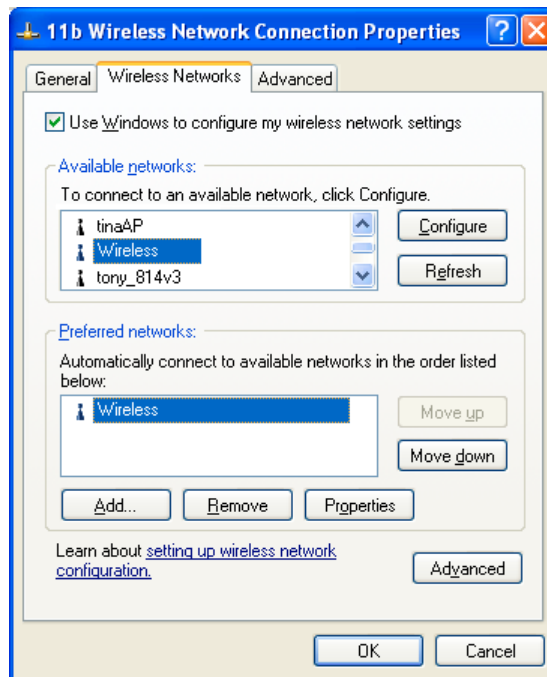 11b Wireless Network Connection Properties
General Wireless Networks Advanced
Use Windows to configure my wireless network settings
Available networks:
To connect to an available network, click Configure.
tinaAP
Wireless
tony_814v3
Configure
Refresh
Preferred networks:
Automatically connect to available networks in the order listed
below:
Wireless
Move up
Move down
Add... Remove Properties
Learn about setting up wireless network
configuration.
Advanced
OK Cancel